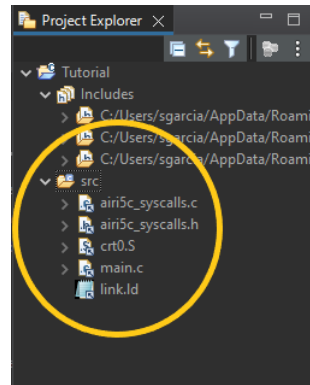 Project Explorer
Tutorial
Includes
C:/Users/sgarcia/AppData/Roami
C:/Users/sgarcia/AppData/Roami
C:/Users/sgarcia/AppData/Roami
src
airi5c_syscalls.c
airi5c_syscalls.h
crt0.S
main.c
link.ld